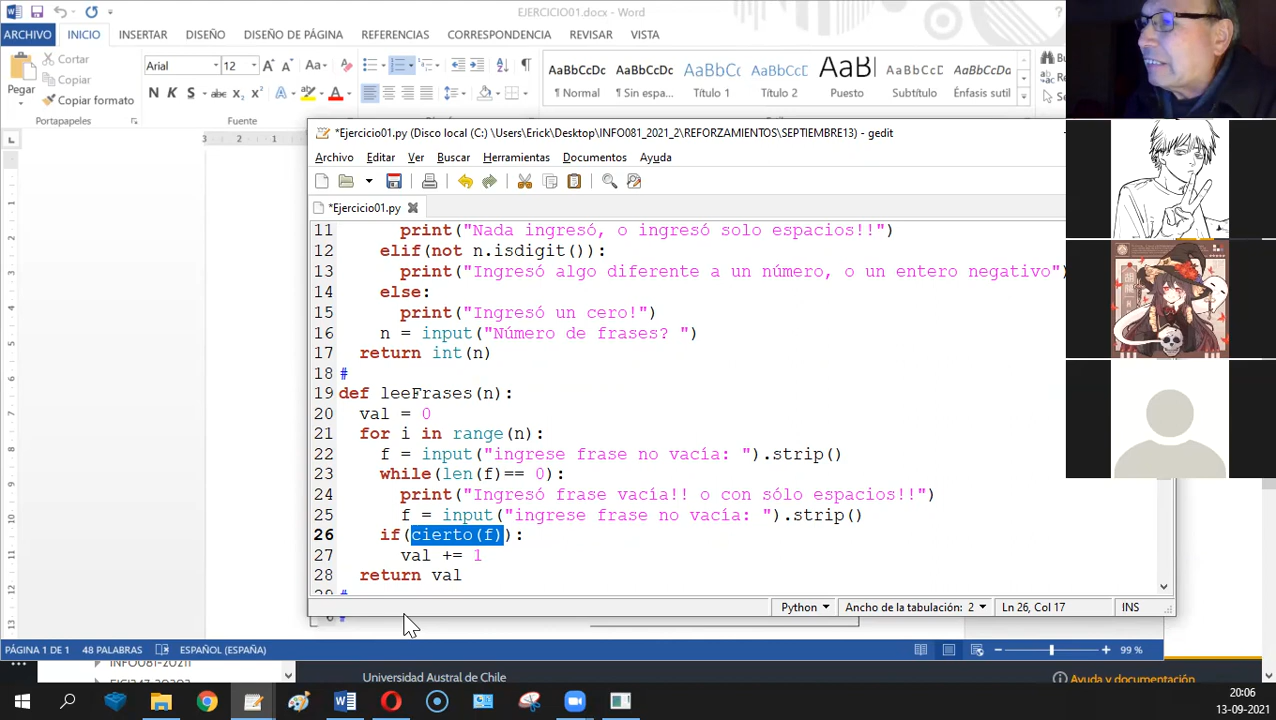 EJERCICIO01.docx - Word
ARCHIVO INICIO INSERTAR DISEÑO DISEÑO DE PÁGINA REFERENCIAS CORRESPONDENCIA REVISAR VISTA
Cortar
Copiar
Copiar formato
Pegar
Arial 12
N K S abc
AaBbCcDc AaBbCcDc AaBbCcDc AaBbCcDc AaB AaBbCcDc AaBbCcDc
¶ Normal ¶ Sin espa... Título 1 Título 2 Puesto Subtítulo Énfasis sutil
Portapapeles Fuente
3 2 1
*Ejercicio01.py (Disco local (C:) \Users\Erick\Desktop\INFO081_2021_2\REFORZAMIENTOS\SEPTIEMBRE13) - gedit
Archivo Editar Ver Buscar Herramientas Documentos Ayuda
*Ejercicio01.py
11 print("Nada ingresó, o ingresó solo espacios!!")
12 elif(not n.isdigit()):
13 print("Ingresó algo diferente a un número, o un entero negativo")
14 else:
15 print("Ingresó un cero!")
16 n = input("Número de frases? ")
17 return int(n)
18 #
19 def leeFrases(n):
20 val = 0
21 for i in range(n):
22 f = input("ingrese frase no vacía: ").strip()
23 while(len(f)== 0):
24 print("Ingresó frase vacía!! o con sólo espacios!!")
25 f = input("ingrese frase no vacía: ").strip()
26 if(cierto(f)):
27 val += 1
28 return val
Python Ancho de la tabulación: 2 Ln 26, Col 17 INS
PÁGINA 1 DE 1 48 PALABRAS ESPAÑOL (ESPAÑA) 99 %
INFO081-20211
Universidad Austral de Chile
Ayuda y documentación
20:06
13-09-2021